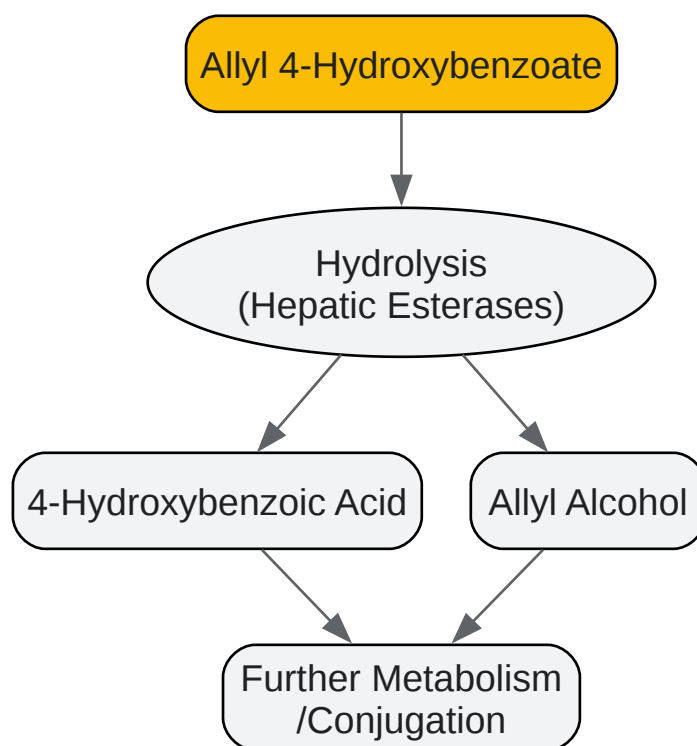 Allyl 4-Hydroxybenzoate
Hydrolysis
(Hepatic Esterases)
4-Hydroxybenzoic Acid
Allyl Alcohol
Further Metabolism
/Conjugation